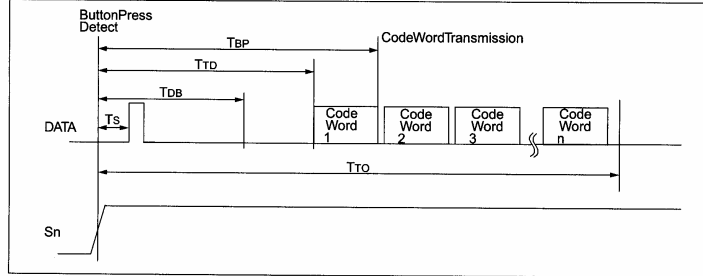 ButtonPress
Detect
TBP
CodeWordTransmission
TTD
TDB
TS
DATA
Code
Word
1
Code
Word
2
Code
Word
3
Code
Word
n
TTO
Sn